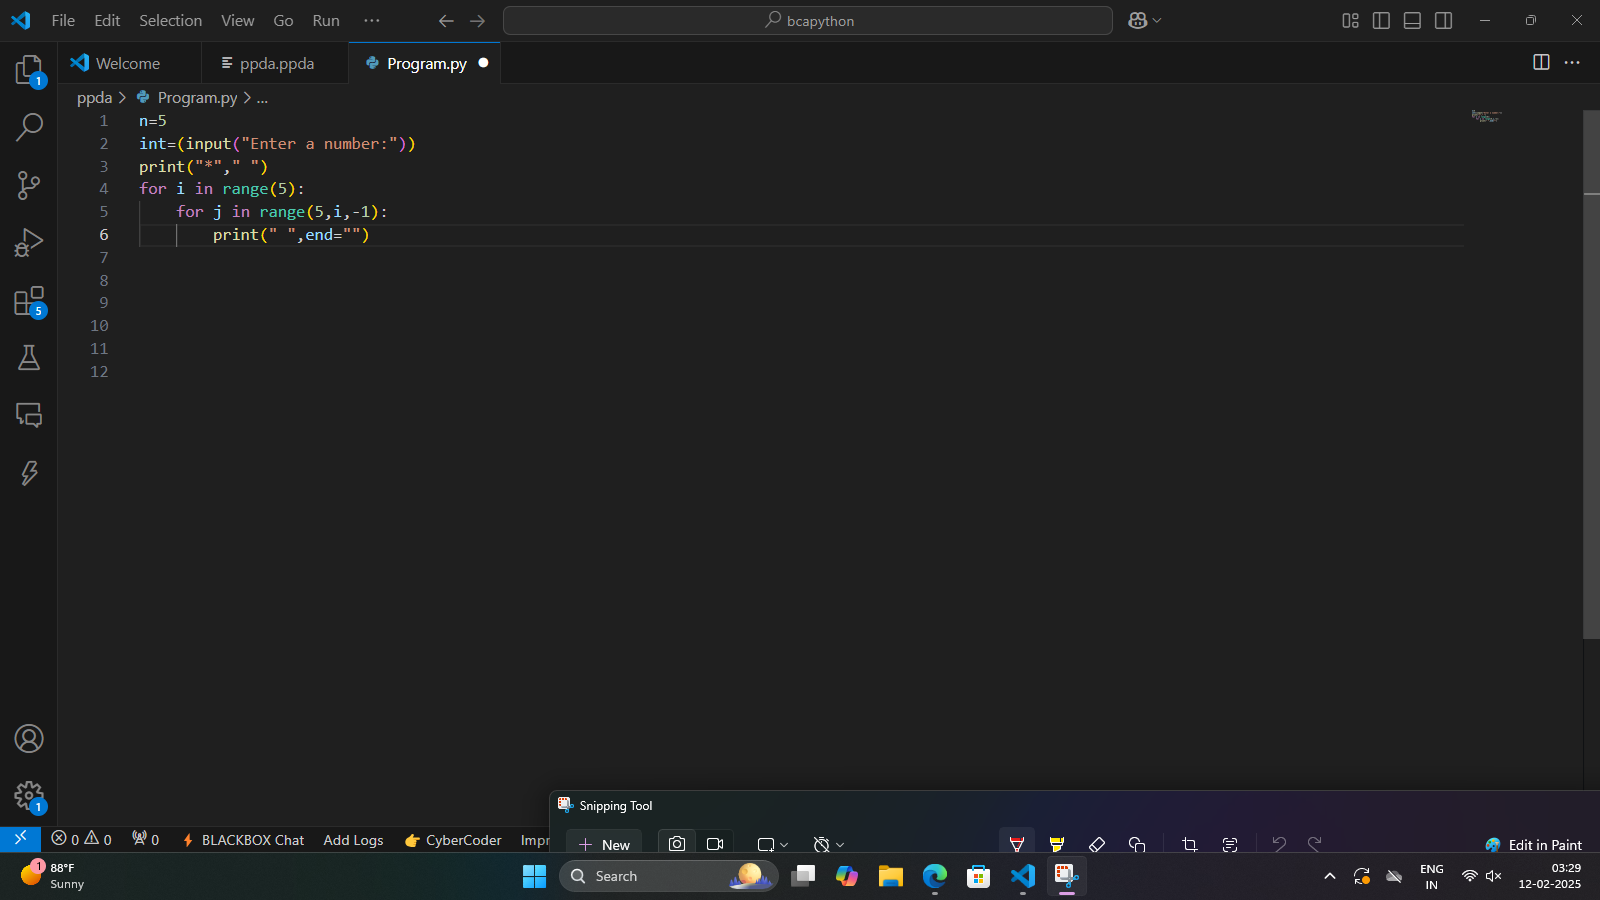 File Edit Selection View Go Run ···
bcapython
Welcome
ppda.ppda
Program.py
ppda > Program.py > ...
1 n=5
2 int=(input("Enter a number:"))
3 print("*"," ")
4 for i in range(5):
5     for j in range(5,i,-1):
6         print(" ",end="")
7
8
9
10
11
12
1
5
1
Snipping Tool
New
Edit in Paint
0 0 0 BLACKBOX Chat Add Logs CyberCoder Impr
1
88°F
Sunny
Search
ENG
IN
03:29
12-02-2025